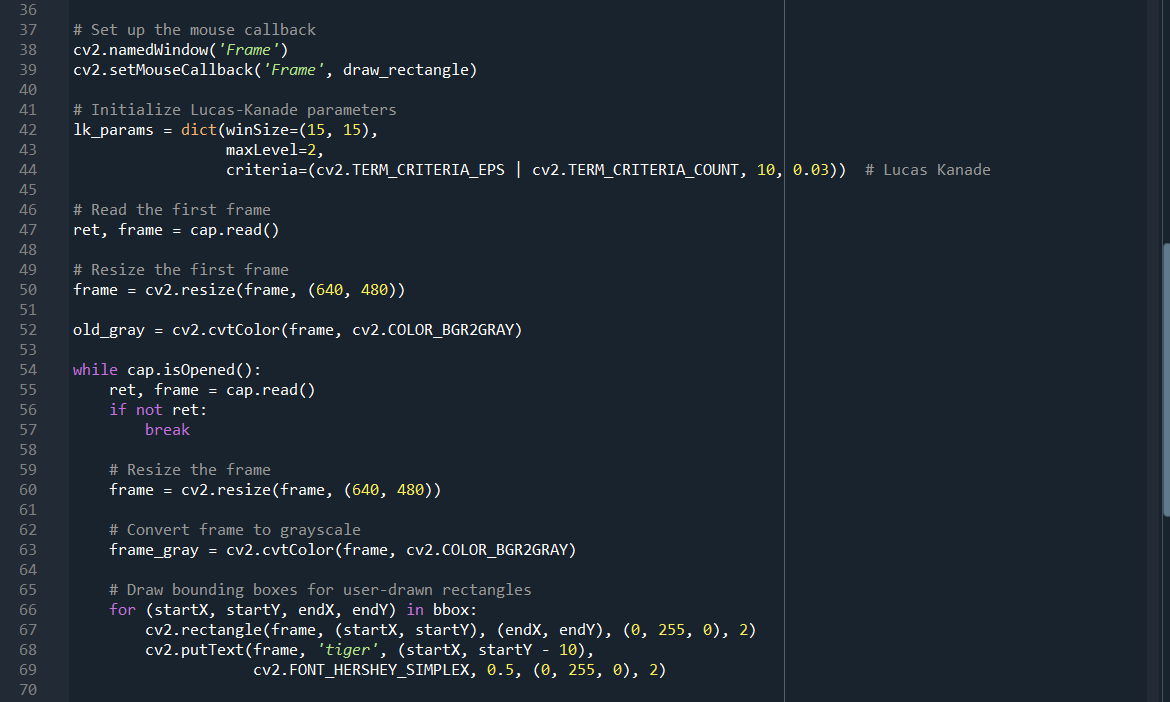 36
37 # Set up the mouse callback
38 cv2.namedWindow('Frame')
39 cv2.setMouseCallback('Frame', draw_rectangle)
40
41 # Initialize Lucas-Kanade parameters
42 lk_params = dict(winSize=(15, 15),
43                  maxLevel=2,
44                  criteria=(cv2.TERM_CRITERIA_EPS | cv2.TERM_CRITERIA_COUNT, 10, 0.03))  # Lucas Kanade
45
46 # Read the first frame
47 ret, frame = cap.read()
48
49 # Resize the first frame
50 frame = cv2.resize(frame, (640, 480))
51
52 old_gray = cv2.cvtColor(frame, cv2.COLOR_BGR2GRAY)
53
54 while cap.isOpened():
55     ret, frame = cap.read()
56     if not ret:
57         break
58
59     # Resize the frame
60     frame = cv2.resize(frame, (640, 480))
61
62     # Convert frame to grayscale
63     frame_gray = cv2.cvtColor(frame, cv2.COLOR_BGR2GRAY)
64
65     # Draw bounding boxes for user-drawn rectangles
66     for (startX, startY, endX, endY) in bbox:
67         cv2.rectangle(frame, (startX, startY), (endX, endY), (0, 255, 0), 2)
68         cv2.putText(frame, 'tiger', (startX, startY - 10),
69                     cv2.FONT_HERSHEY_SIMPLEX, 0.5, (0, 255, 0), 2)
70